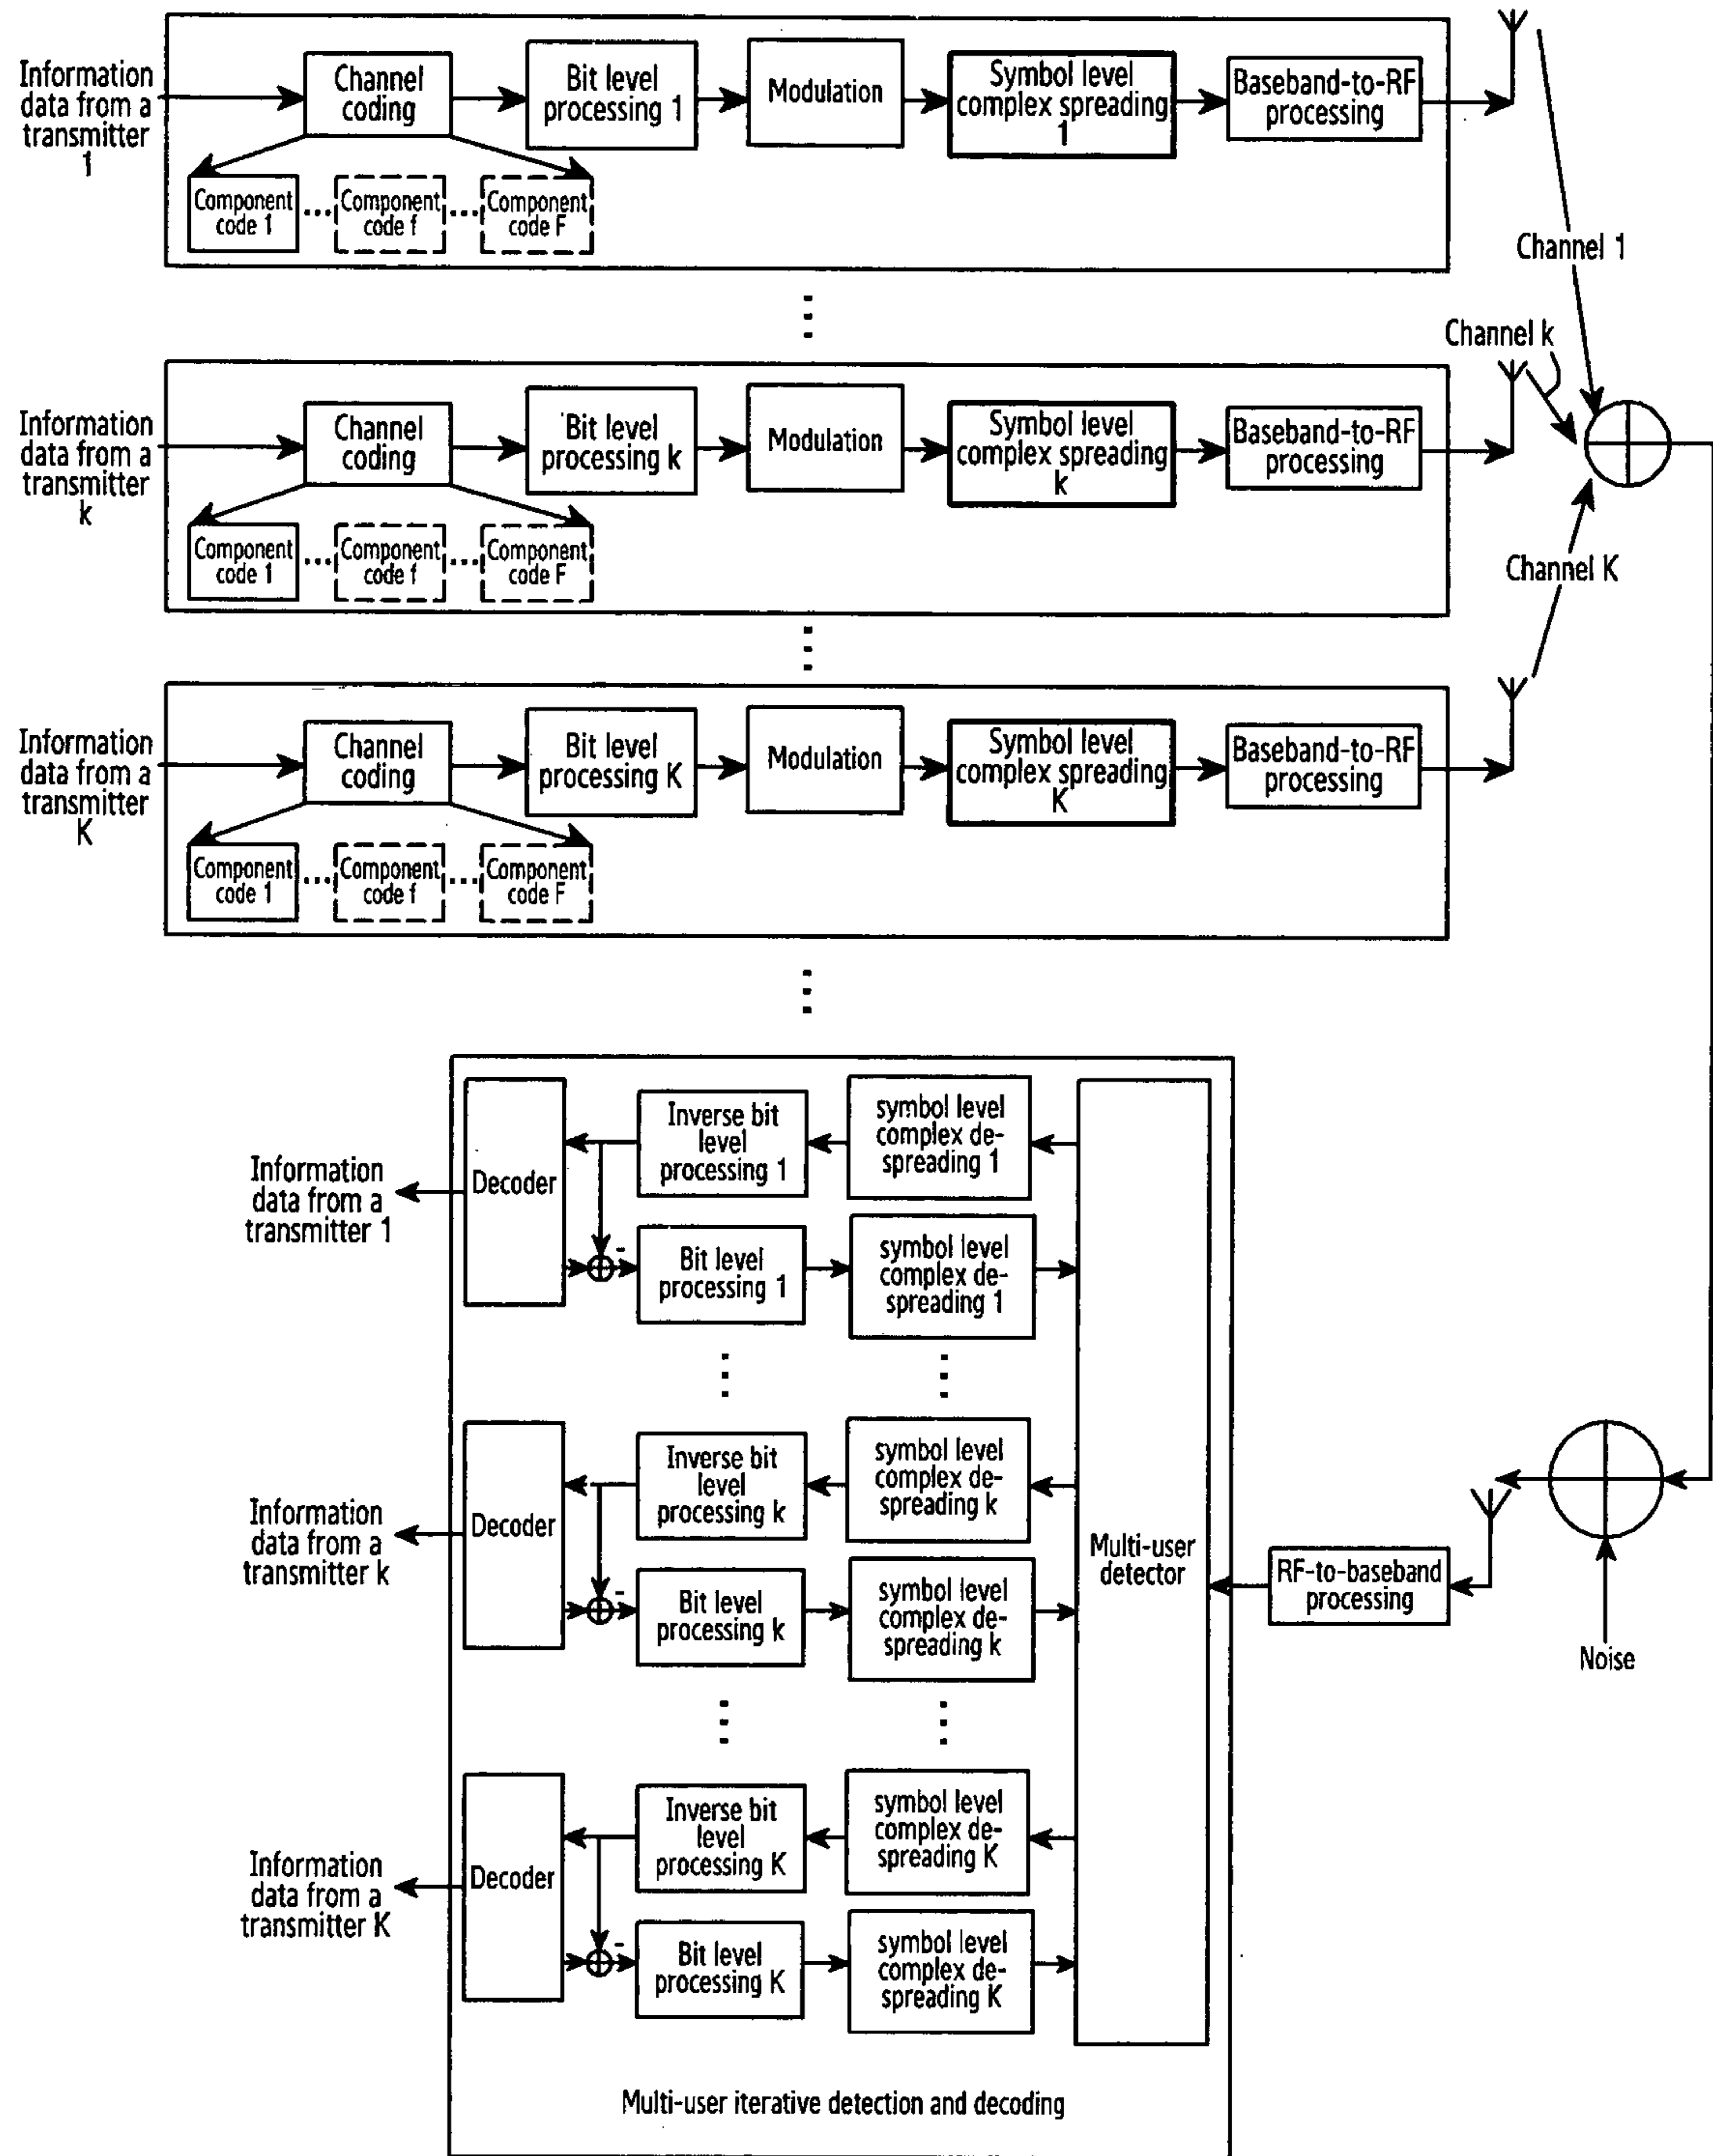 Information
data from a
transmitter
1
Channel
coding
Bit level
processing 1
Modulation
Symbol level
complex spreading
1
Baseband-to-RF
processing
Component
code 1
...
Component
code f
...
Component
code F
Channel 1
Channel k
Information
data from a
transmitter
k
Channel
coding
Bit level
processing k
Modulation
Symbol level
complex spreading
k
Baseband-to-RF
processing
Component
code 1
...
Component
code f
...
Component
code F
Channel K
Information
data from a
transmitter
K
Channel
coding
Bit level
processing K
Modulation
Symbol level
complex spreading
K
Baseband-to-RF
processing
Component
code 1
...
Component
code f
...
Component
code F
Information
data from a
transmitter 1
Decoder
Inverse bit
level
processing 1
symbol level
complex de-
spreading 1
-
Bit level
processing 1
symbol level
complex de-
spreading 1
Information
data from a
transmitter k
Decoder
Inverse bit
level
processing k
symbol level
complex de-
spreading k
-
Bit level
processing k
symbol level
complex de-
spreading k
Multi-user
detector
RF-to-baseband
processing
Noise
Information
data from a
transmitter K
Decoder
Inverse bit
level
processing K
symbol level
complex de-
spreading K
-
Bit level
processing K
symbol level
complex de-
spreading K
Multi-user iterative detection and decoding